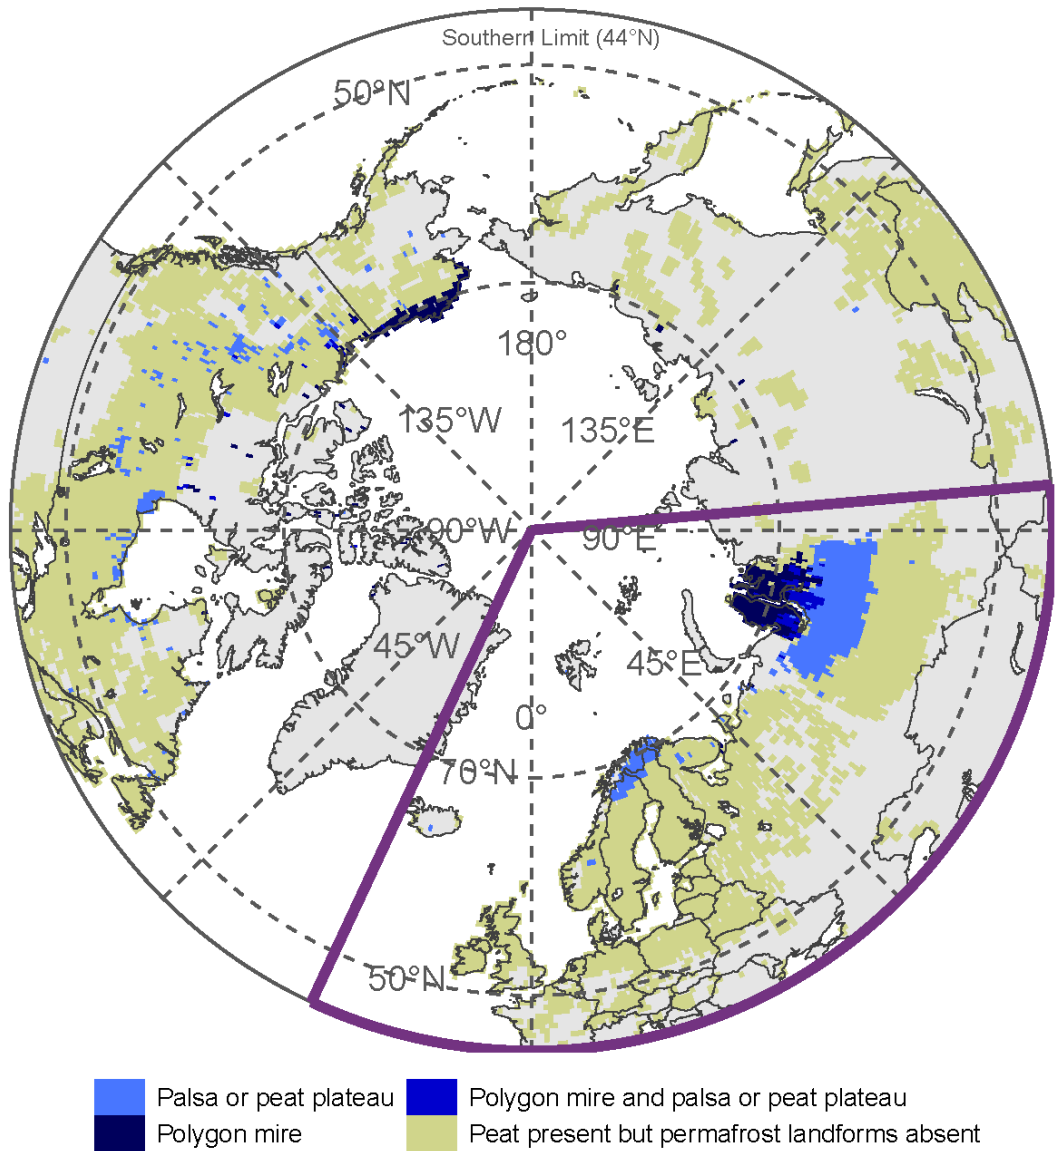 Southern Limit (44°N)
50°N
180°
135°W
135°E
90°W
90°E
45°W
45°E
0°
70°N
50°N
Palsa or peat plateau
Polygon mire and palsa or peat plateau
Polygon mire
Peat present but permafrost landforms absent